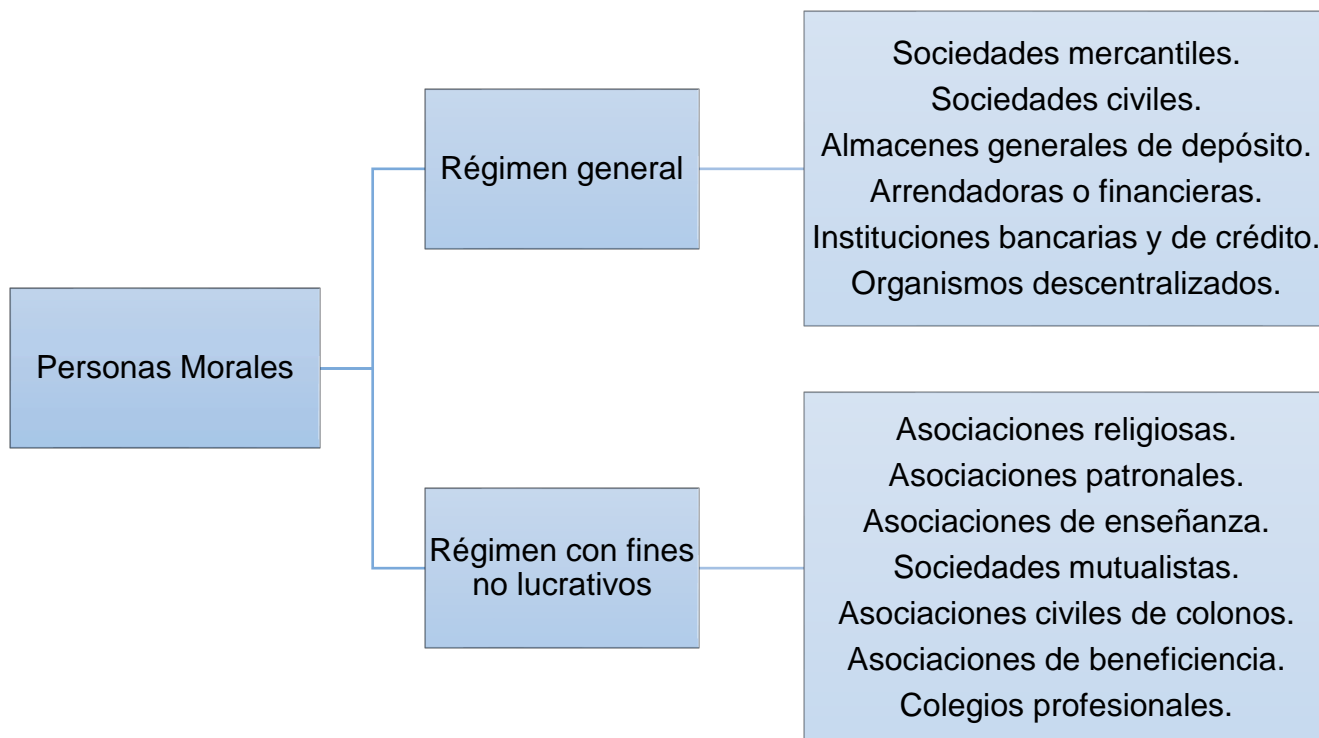 Personas Morales
Régimen general
Sociedades mercantiles.
Sociedades civiles.
Almacenes generales de depósito.
Arrendadoras o financieras.
Instituciones bancarias y de crédito.
Organismos descentralizados.
Régimen con fines
no lucrativos
Asociaciones religiosas.
Asociaciones patronales.
Asociaciones de enseñanza.
Sociedades mutualistas.
Asociaciones civiles de colonos.
Asociaciones de beneficiencia.
Colegios profesionales.